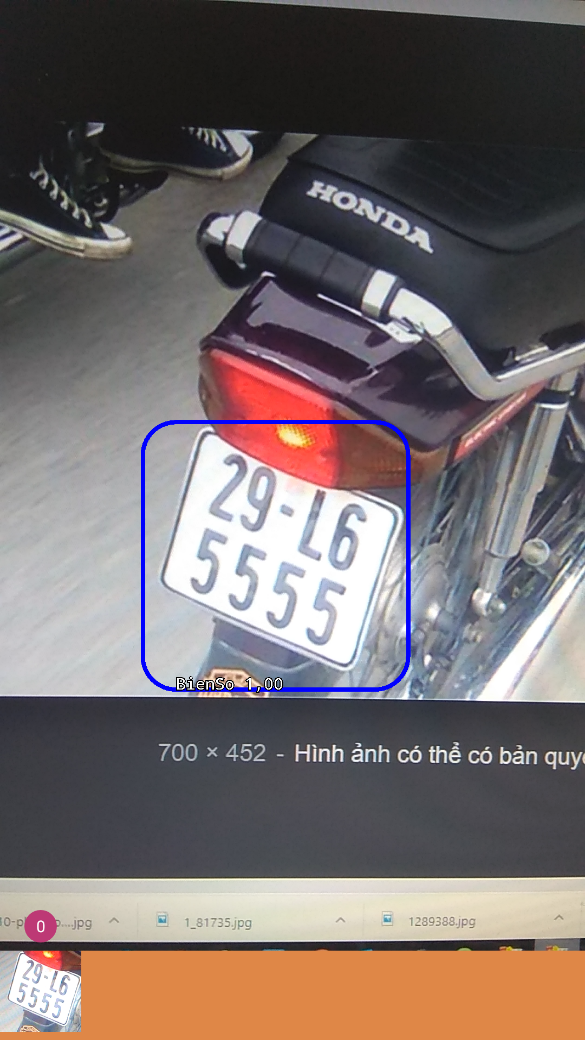 HONDA
29-L6
5555
BienSo 1,00
700 × 452 - Hình ảnh có thể có bản
0
1_81735.jpg
1289388.jpg
29-L6
5555